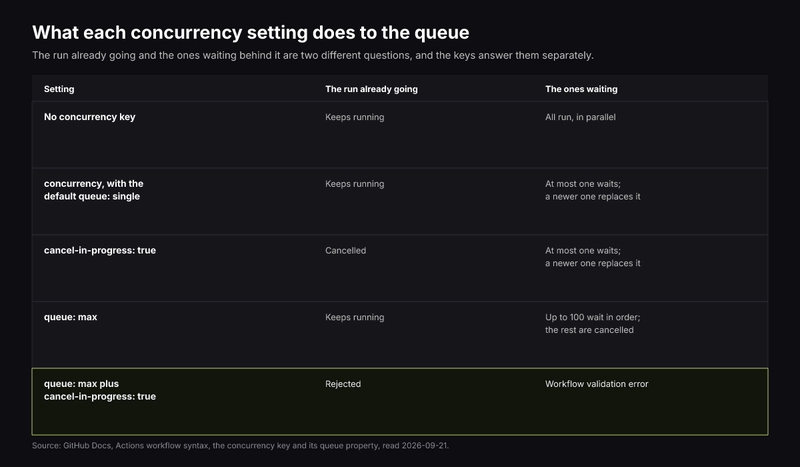 What each concurrency setting does to the queue
The run already going and the ones waiting behind it are two different questions, and the keys answer them separately.
Setting The run already going The ones waiting
No concurrency key Keeps running All run, in parallel
concurrency, with the Keeps running At most one waits;
default queue: single a newer one replaces it
cancel-in-progress: true Cancelled At most one waits;
a newer one replaces it
queue: max Keeps running Up to 100 wait in order;
the rest are cancelled
queue: max plus Rejected Workflow validation error
cancel-in-progress: true
Source: GitHub Docs, Actions workflow syntax, the concurrency key and its queue property, read 2026-09-21.